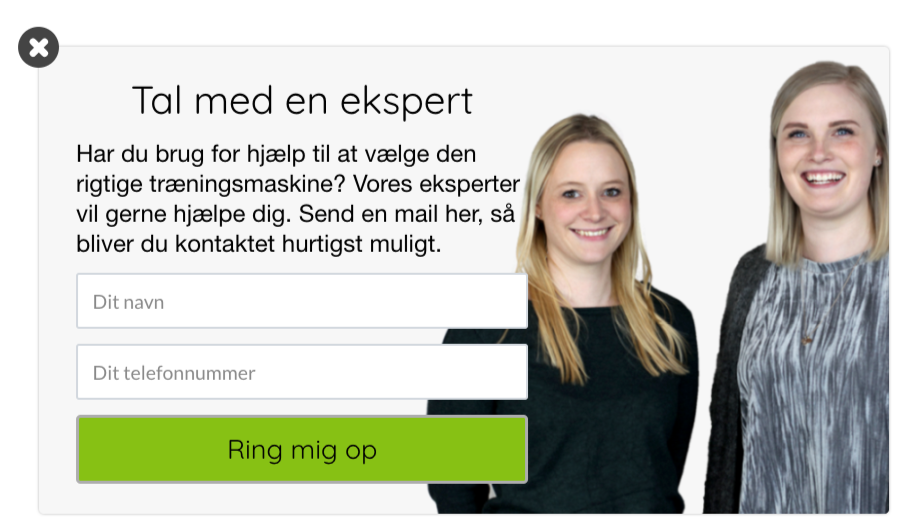 Tal med en ekspert
Har du brug for hjælp til at vælge den
rigtige træningsmaskine? Vores eksperter
vil gerne hjælpe dig. Send en mail her, så
bliver du kontaktet hurtigst muligt.
Dit navn
Dit telefonnummer
Ring mig op